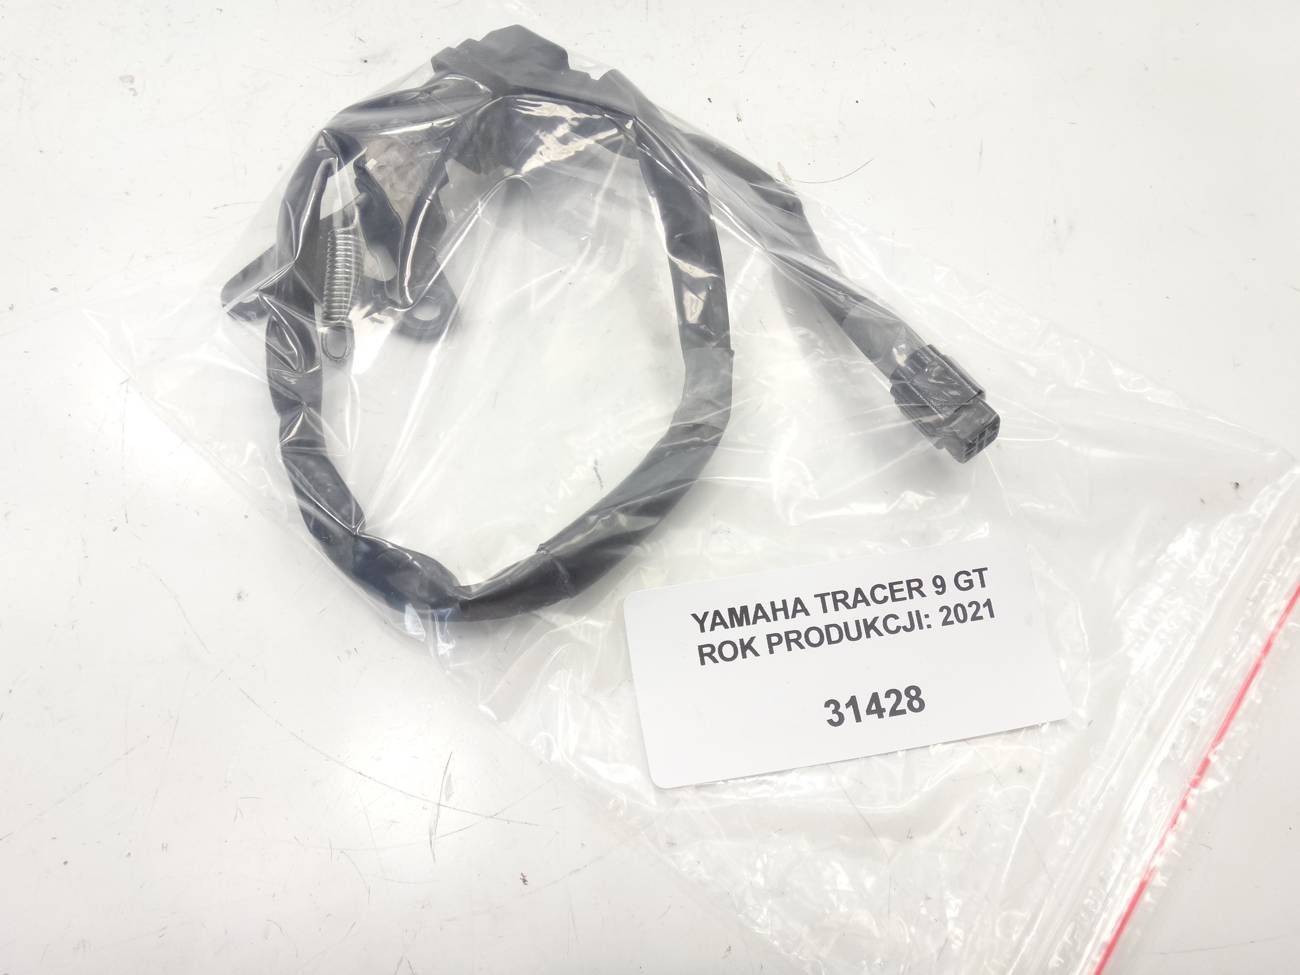 YAMAHA TRACER 9 GT
ROK PRODUKCJI: 2021
31428